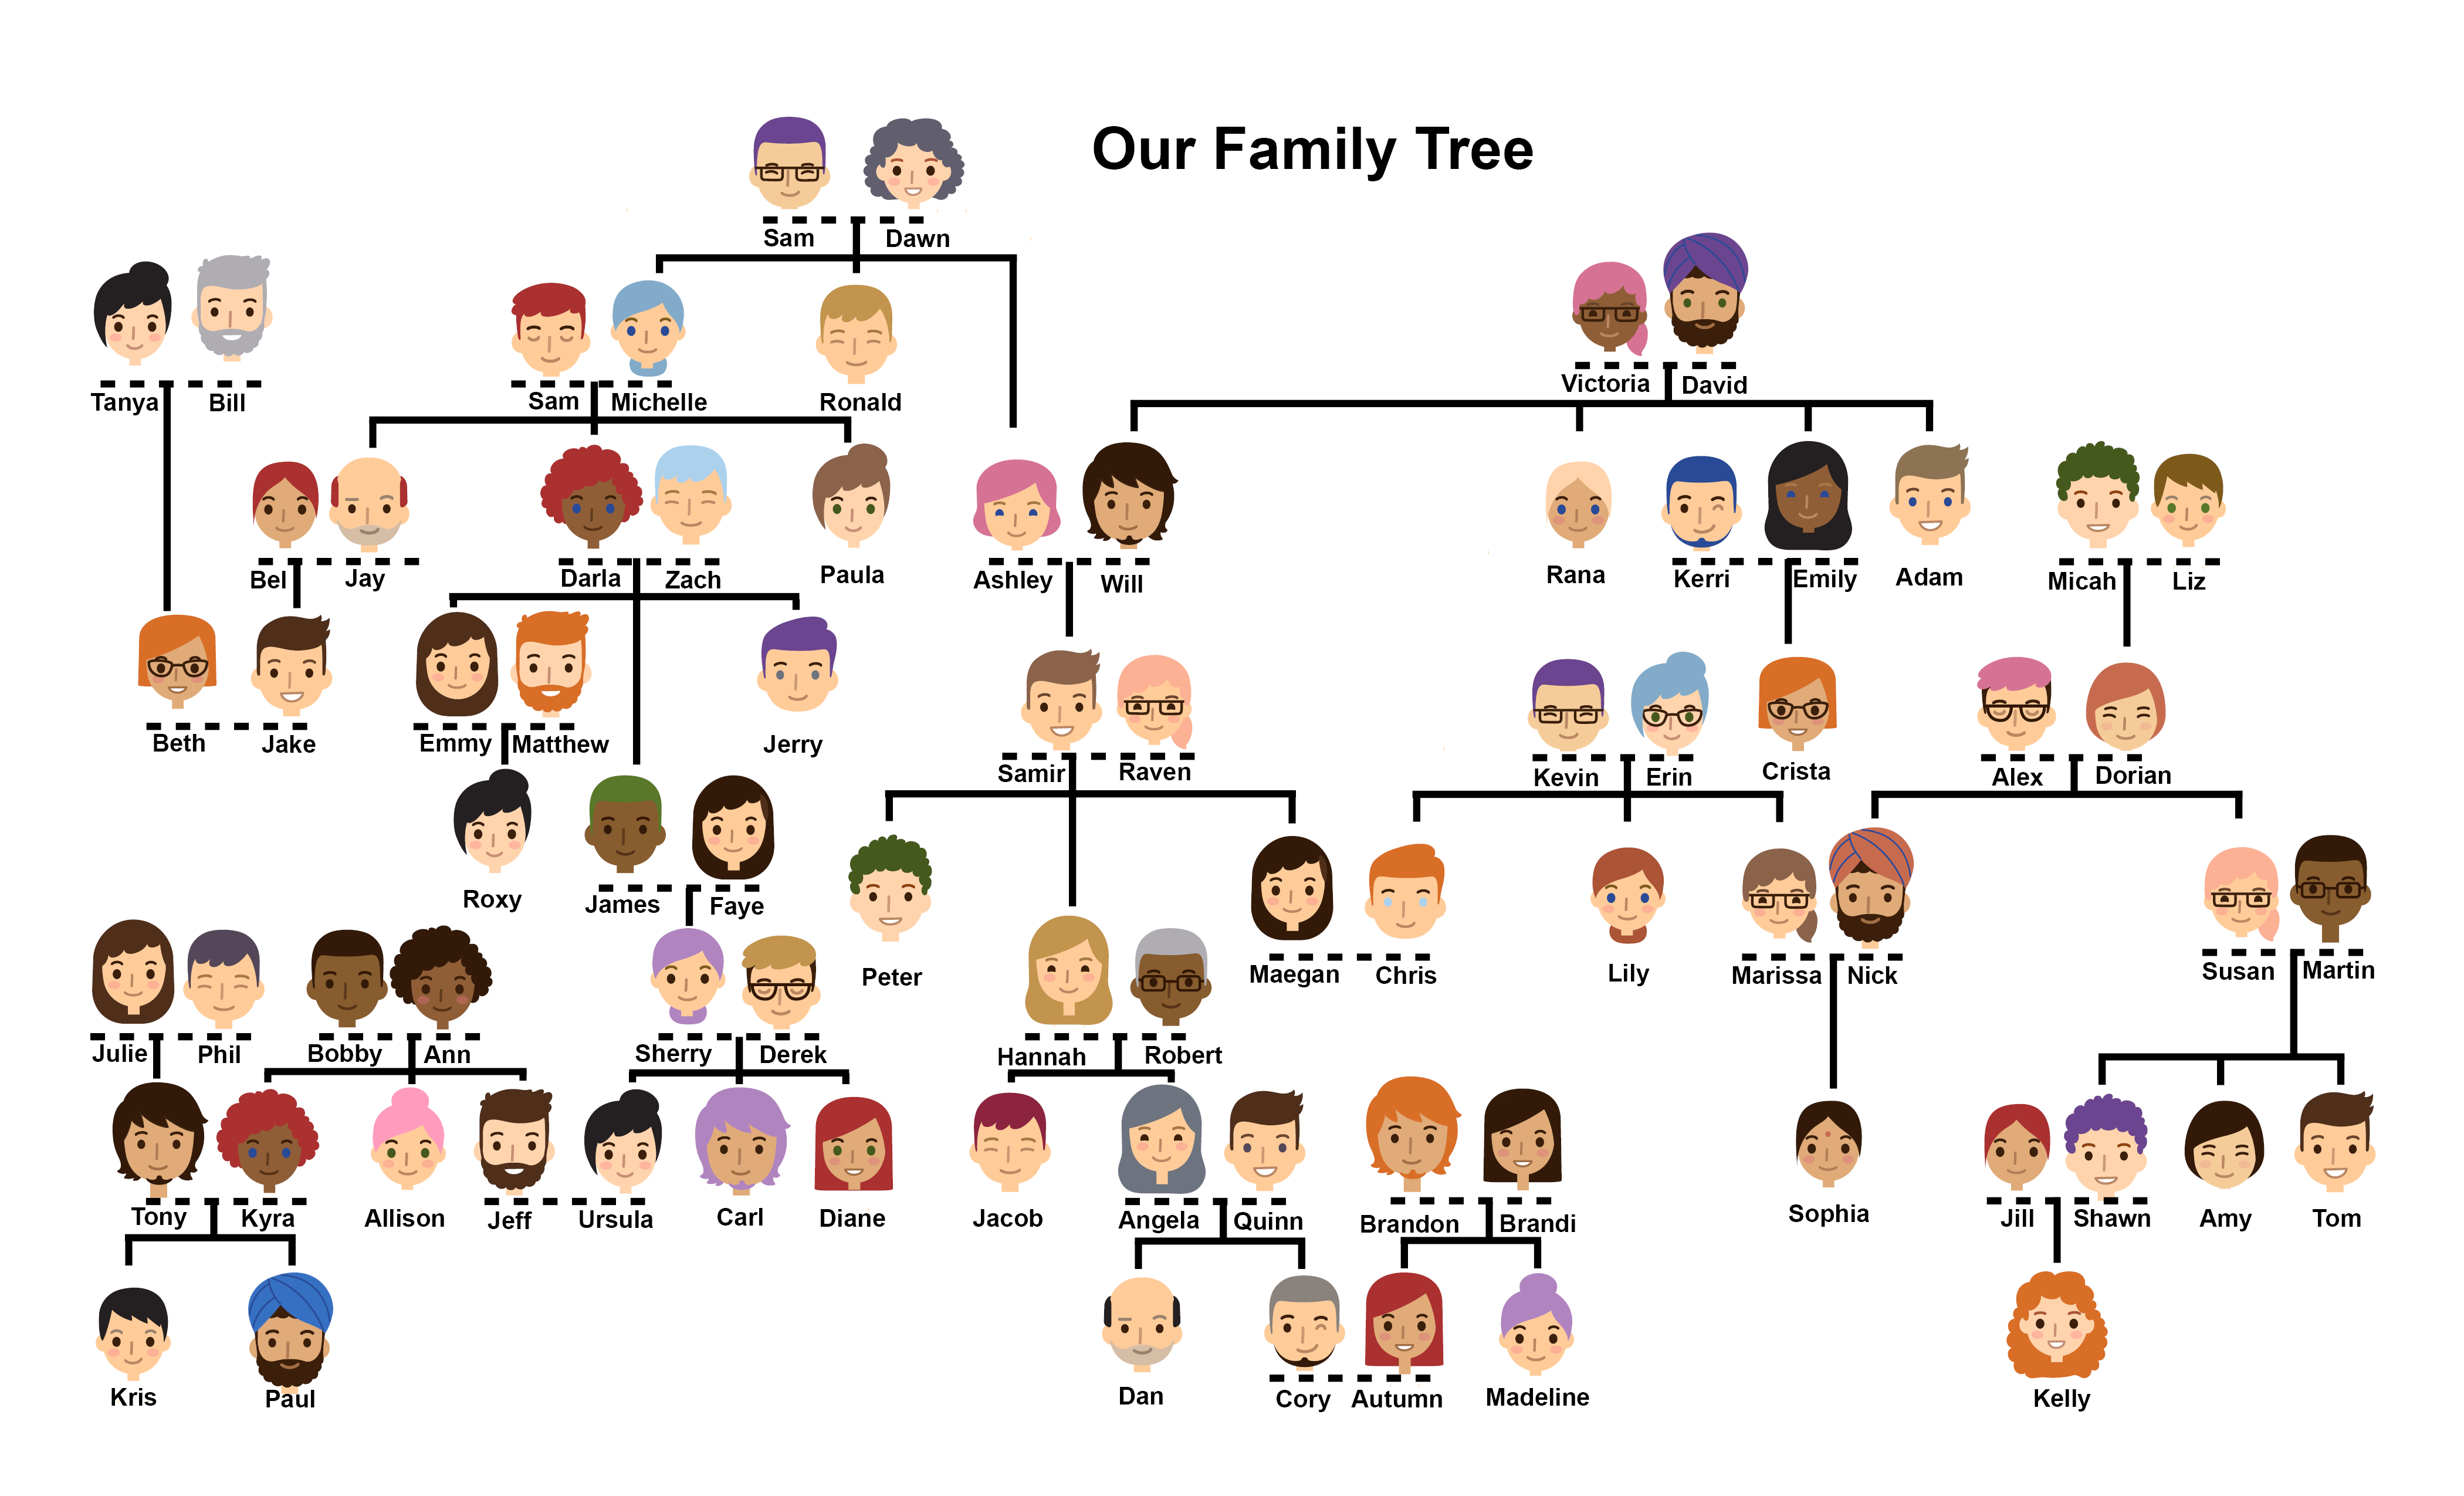 Our Family Tree
Sam Dawn
Tanya Bill Sam Michelle Ronald Victoria David
Bel Jay Darla Zach Paula Ashley Will Rana Kerri Emily Adam Micah Liz
Beth Jake Emmy Matthew Jerry Samir Raven Kevin Erin Crista Alex Dorian
Roxy James Faye Peter Maegan Chris Lily Marissa Nick Susan Martin
Julie Phil Bobby Ann Sherry Derek Hannah Robert
Tony Kyra Allison Jeff Ursula Carl Diane Jacob Angela Quinn Brandon Brandi Sophia Jill Shawn Amy Tom
Kris Paul Dan Cory Autumn Madeline Kelly